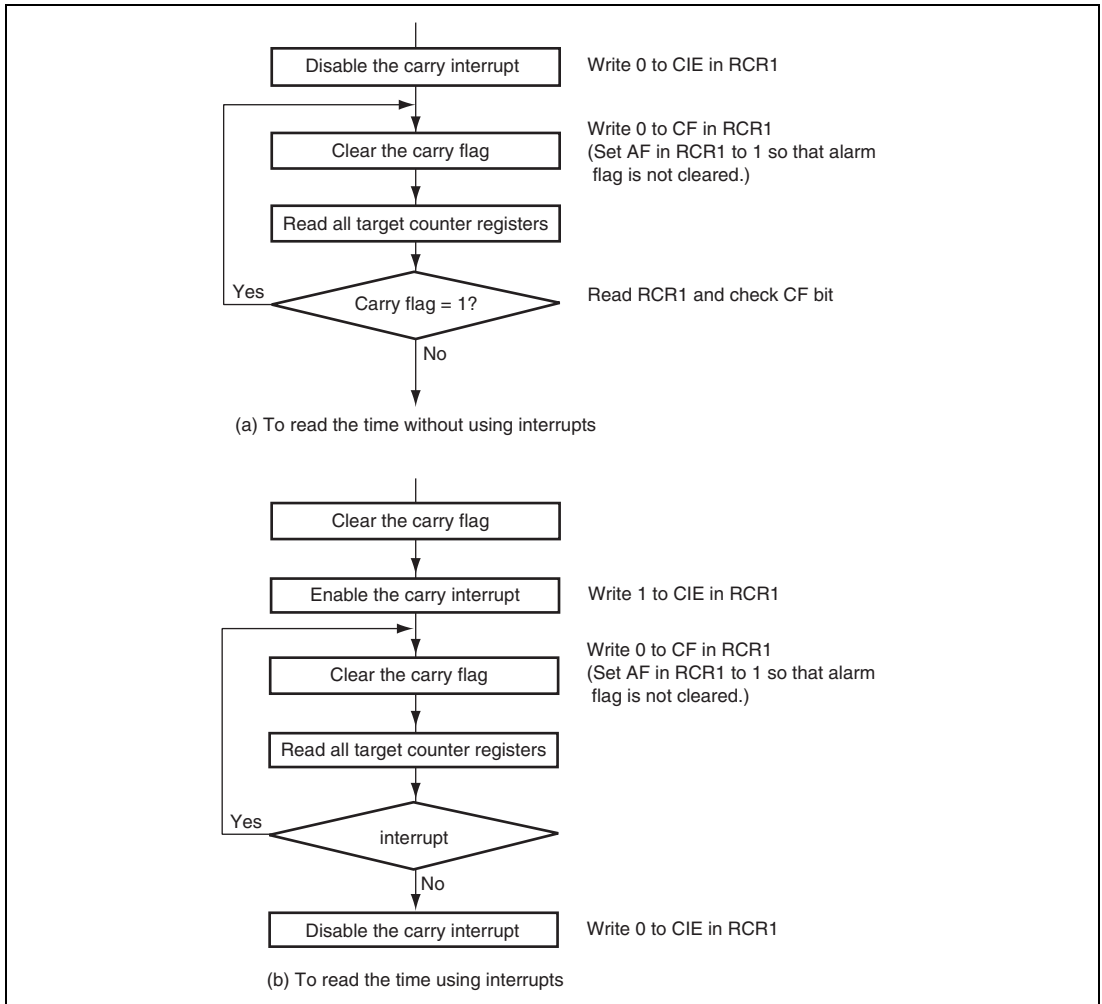 Disable the carry interrupt
Write 0 to CIE in RCR1
Clear the carry flag
Write 0 to CF in RCR1
(Set AF in RCR1 to 1 so that alarm
flag is not cleared.)
Read all target counter registers
Yes
Carry flag = 1?
Read RCR1 and check CF bit
No
(a) To read the time without using interrupts
Clear the carry flag
Enable the carry interrupt
Write 1 to CIE in RCR1
Clear the carry flag
Write 0 to CF in RCR1
(Set AF in RCR1 to 1 so that alarm
flag is not cleared.)
Read all target counter registers
Yes
interrupt
No
Disable the carry interrupt
Write 0 to CIE in RCR1
(b) To read the time using interrupts